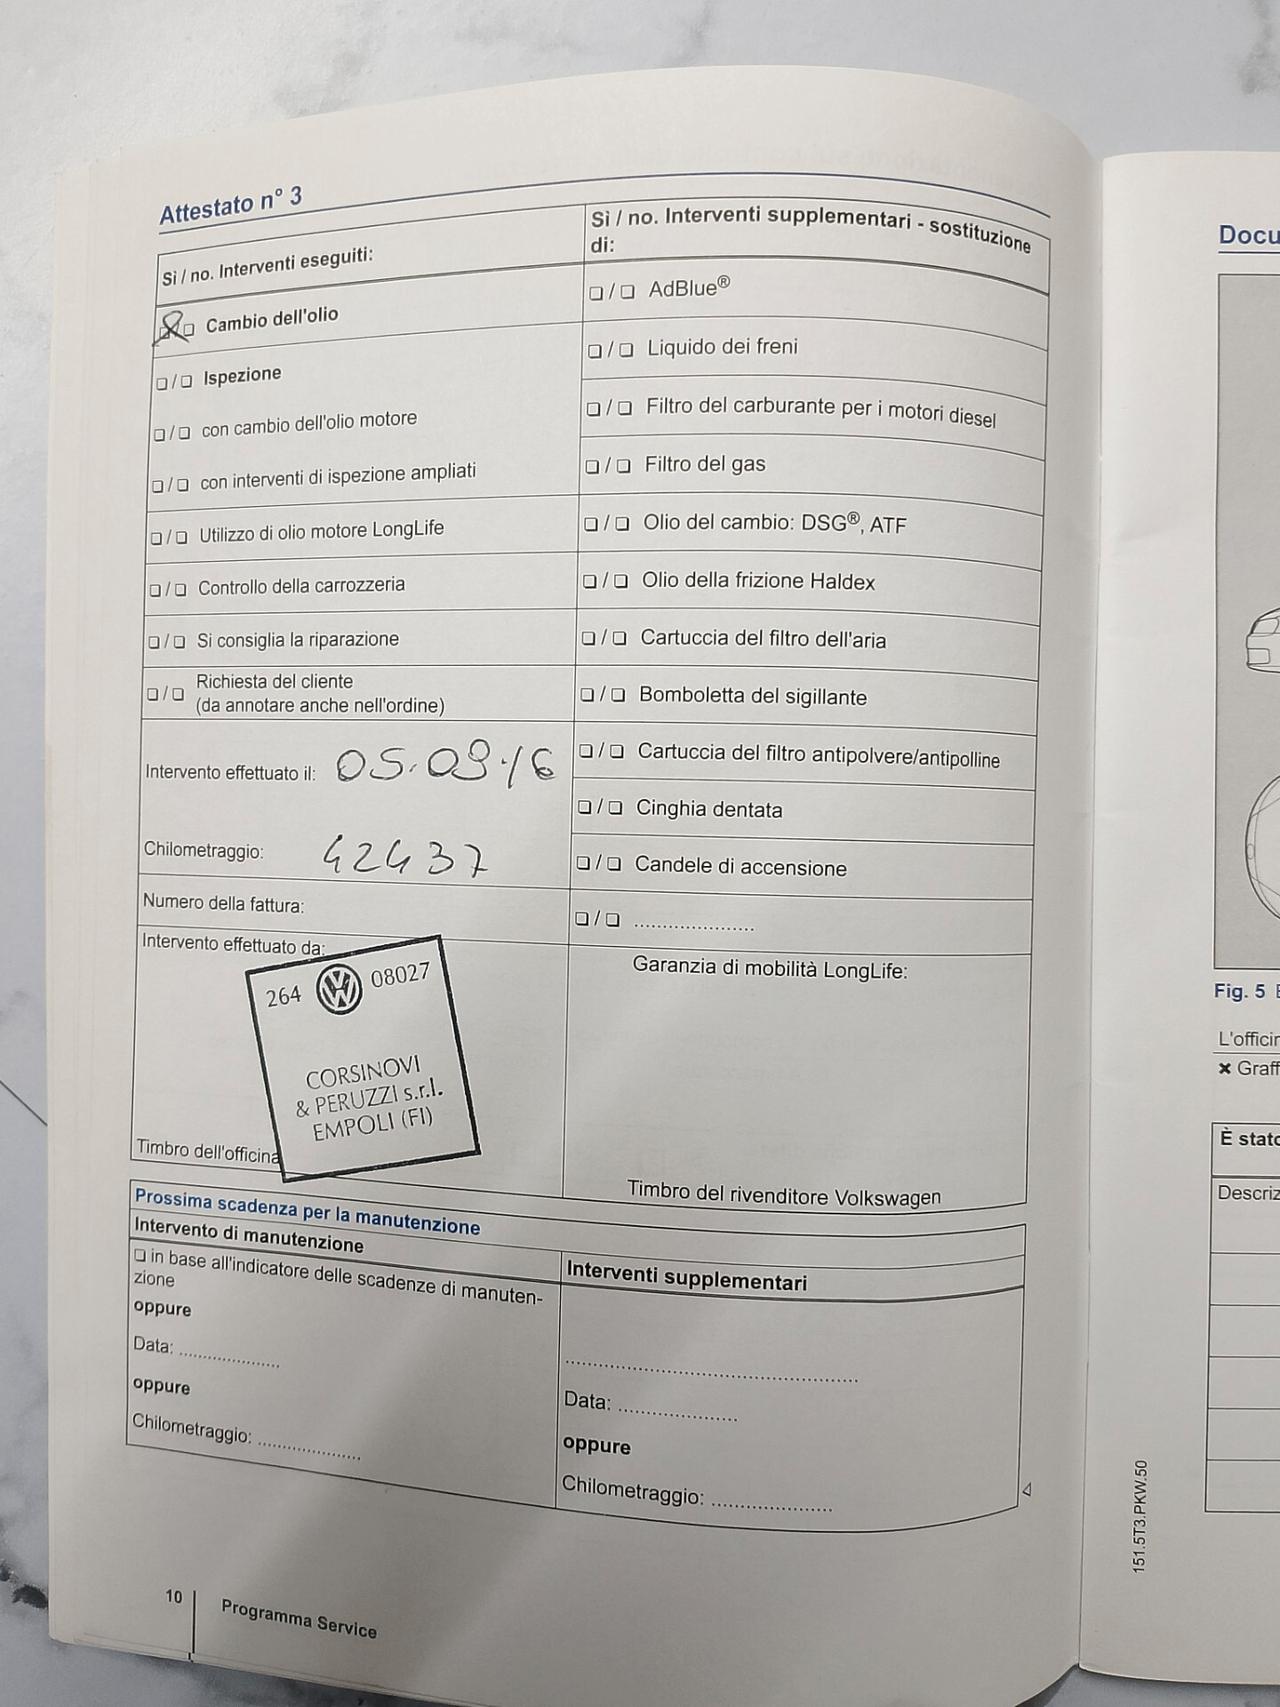 Attestato n° 3
Sì / no. Interventi eseguiti:
❏ / ❏ Cambio dell'olio
❏ / ❏ Ispezione
❏ / ❏ con cambio dell'olio motore
❏ / ❏ con interventi di ispezione ampliati
❏ / ❏ Utilizzo di olio motore LongLife
❏ / ❏ Controllo della carrozzeria
❏ / ❏ Si consiglia la riparazione
❏ / ❏ Richiesta del cliente
(da annotare anche nell'ordine)
Intervento effettuato il: 05.09.16
Chilometraggio: 42437
Numero della fattura:
Intervento effettuato da:
264 VW 08027
CORSINOVI
& PERUZZI s.r.l.
EMPOLI (FI)
Timbro dell'officina
Sì / no. Interventi supplementari - sostituzione
di:
❏ / ❏ AdBlue®
❏ / ❏ Liquido dei freni
❏ / ❏ Filtro del carburante per i motori diesel
❏ / ❏ Filtro del gas
❏ / ❏ Olio del cambio: DSG®, ATF
❏ / ❏ Olio della frizione Haldex
❏ / ❏ Cartuccia del filtro dell'aria
❏ / ❏ Bomboletta del sigillante
❏ / ❏ Cartuccia del filtro antipolvere/antipolline
❏ / ❏ Cinghia dentata
❏ / ❏ Candele di accensione
❏ / ❏ .....................
Garanzia di mobilità LongLife:
Timbro del rivenditore Volkswagen
Prossima scadenza per la manutenzione
Intervento di manutenzione
❏ in base all'indicatore delle scadenze di manuten-
zione
oppure
Data: ..................
oppure
Chilometraggio: ..................
Interventi supplementari
....................................................
Data: .....................
oppure
Chilometraggio: .....................
10
Programma Service
Docu
Fig. 5
L'officin
✖ Graff
È stato
Descriz
151.5T3.PKW.50